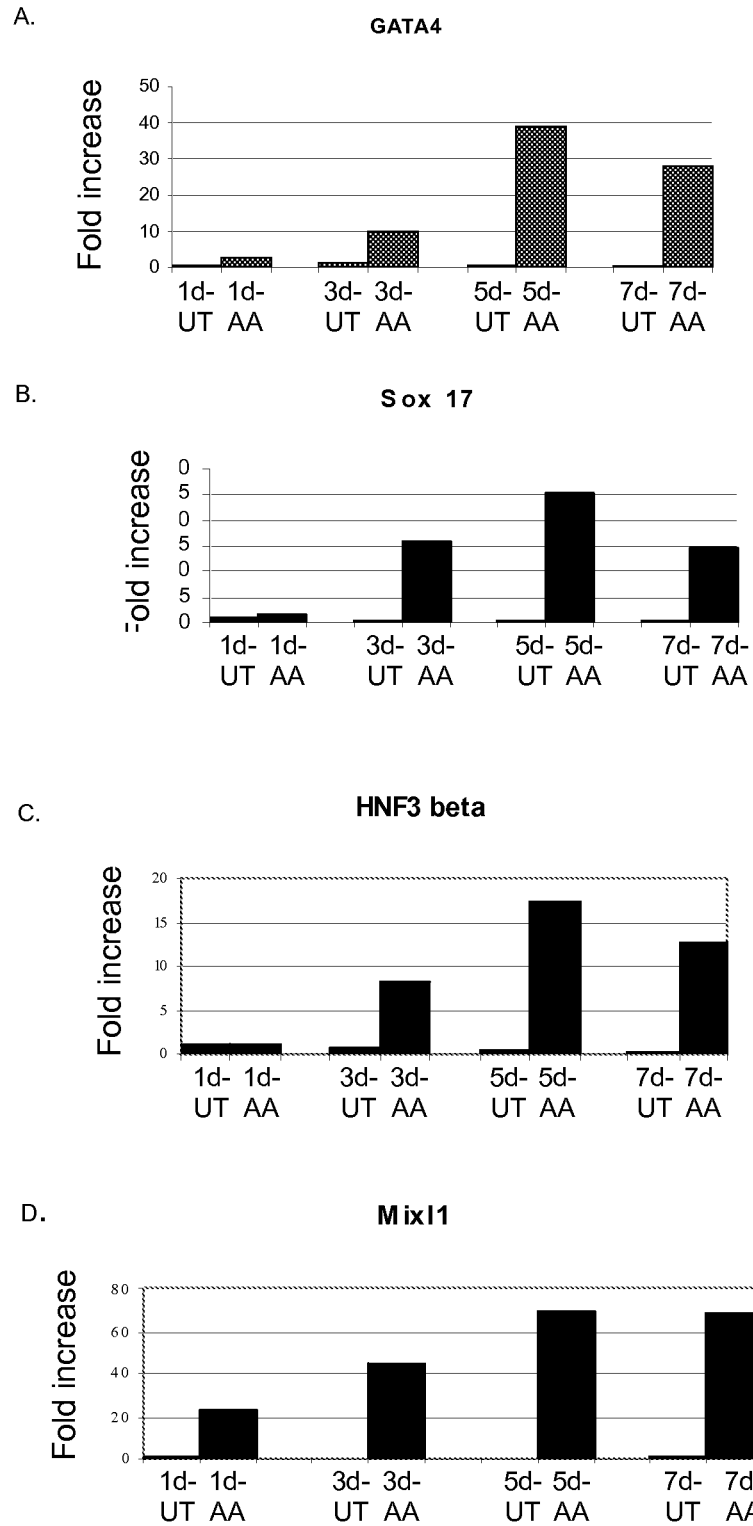 A.
GATA4
Fold increase
50
40
30
20
10
0
1d- 1d- 3d- 3d- 5d- 5d- 7d- 7d-
UT AA UT AA UT AA UT AA
B.
Sox 17
Fold increase
0
5
0
5
0
5
0
1d- 1d- 3d- 3d- 5d- 5d- 7d- 7d-
UT AA UT AA UT AA UT AA
C.
HNF3 beta
Fold increase
20
15
10
5
0
1d- 1d- 3d- 3d- 5d- 5d- 7d- 7d-
UT AA UT AA UT AA UT AA
D.
Mixl1
Fold increase
80
60
40
20
0
1d- 1d- 3d- 3d- 5d- 5d- 7d- 7d
UT AA UT AA UT AA UT AA